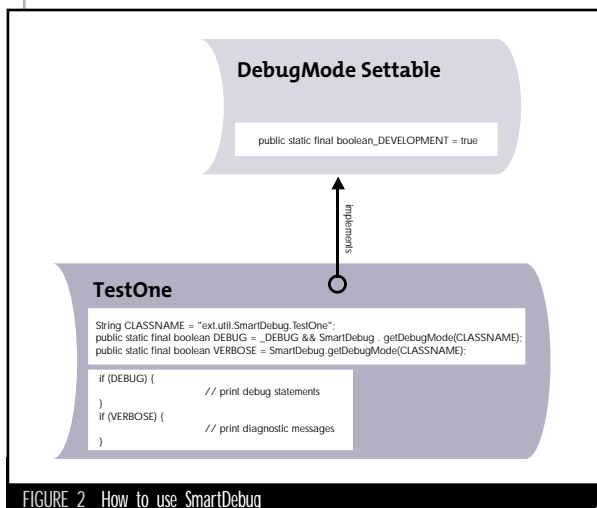 DebugMode Settable
public static final boolean_DEVELOPMENT = true
implements
TestOne
String CLASSNAME = "ext.util.SmartDebug.TestOne";
public static final boolean DEBUG = _DEBUG && SmartDebug . getDebugMode(CLASSNAME);
public static final boolean VERBOSE = SmartDebug.getDebugMode(CLASSNAME);
if (DEBUG) {
// print debug statements
}
if (VERBOSE) {
// print diagnostic messages
}
FIGURE 2 How to use SmartDebug